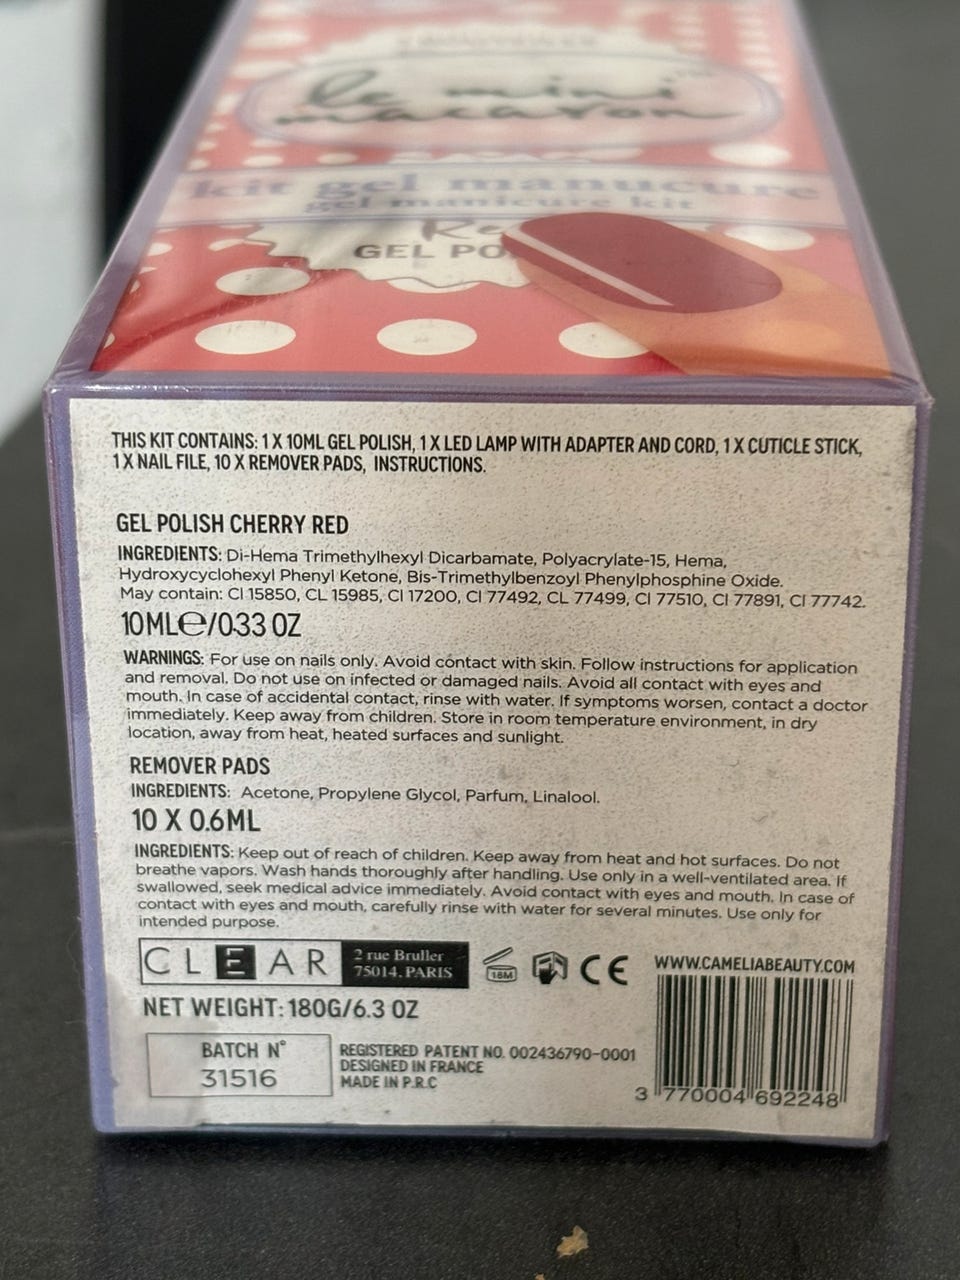 le mini
macaron
kit gel manucure
gel manicure kit
GEL
THIS KIT CONTAINS: 1 X 10ML GEL POLISH, 1 X LED LAMP WITH ADAPTER AND CORD, 1 X CUTICLE STICK,
1 X NAIL FILE, 10 X REMOVER PADS, INSTRUCTIONS.
GEL POLISH CHERRY RED
INGREDIENTS: Di-Hema Trimethylhexyl Dicarbamate, Polyacrylate-15, Hema,
Hydroxycyclohexyl Phenyl Ketone, Bis-Trimethylbenzoyl Phenylphosphine Oxide.
May contain: CI 15850, CL 15985, CI 17200, CI 77492, CL 77499, CI 77510, CI 77891, CI 77742.
10MLe/0.33 OZ
WARNINGS: For use on nails only. Avoid contact with skin. Follow instructions for application
and removal. Do not use on infected or damaged nails. Avoid all contact with eyes and
mouth. In case of accidental contact, rinse with water. If symptoms worsen, contact a doctor
immediately. Keep away from children. Store in room temperature environment, in dry
location, away from heat, heated surfaces and sunlight.
REMOVER PADS
INGREDIENTS: Acetone, Propylene Glycol, Parfum, Linalool.
10 X 0.6ML
INGREDIENTS: Keep out of reach of children. Keep away from heat and hot surfaces. Do not
breathe vapors. Wash hands thoroughly after handling. Use only in a well-ventilated area. If
swallowed, seek medical advice immediately. Avoid contact with eyes and mouth. In case of
contact with eyes and mouth, carefully rinse with water for several minutes. Use only for
intended purpose.
CLEAR
2 rue Bruller
75014. PARIS
18M
CE
WWW.CAMELIABEAUTY.COM
NET WEIGHT: 180G/6.3 OZ
BATCH N°
31516
REGISTERED PATENT NO. 002436790-0001
DESIGNED IN FRANCE
MADE IN P.R.C
3 770004 692248